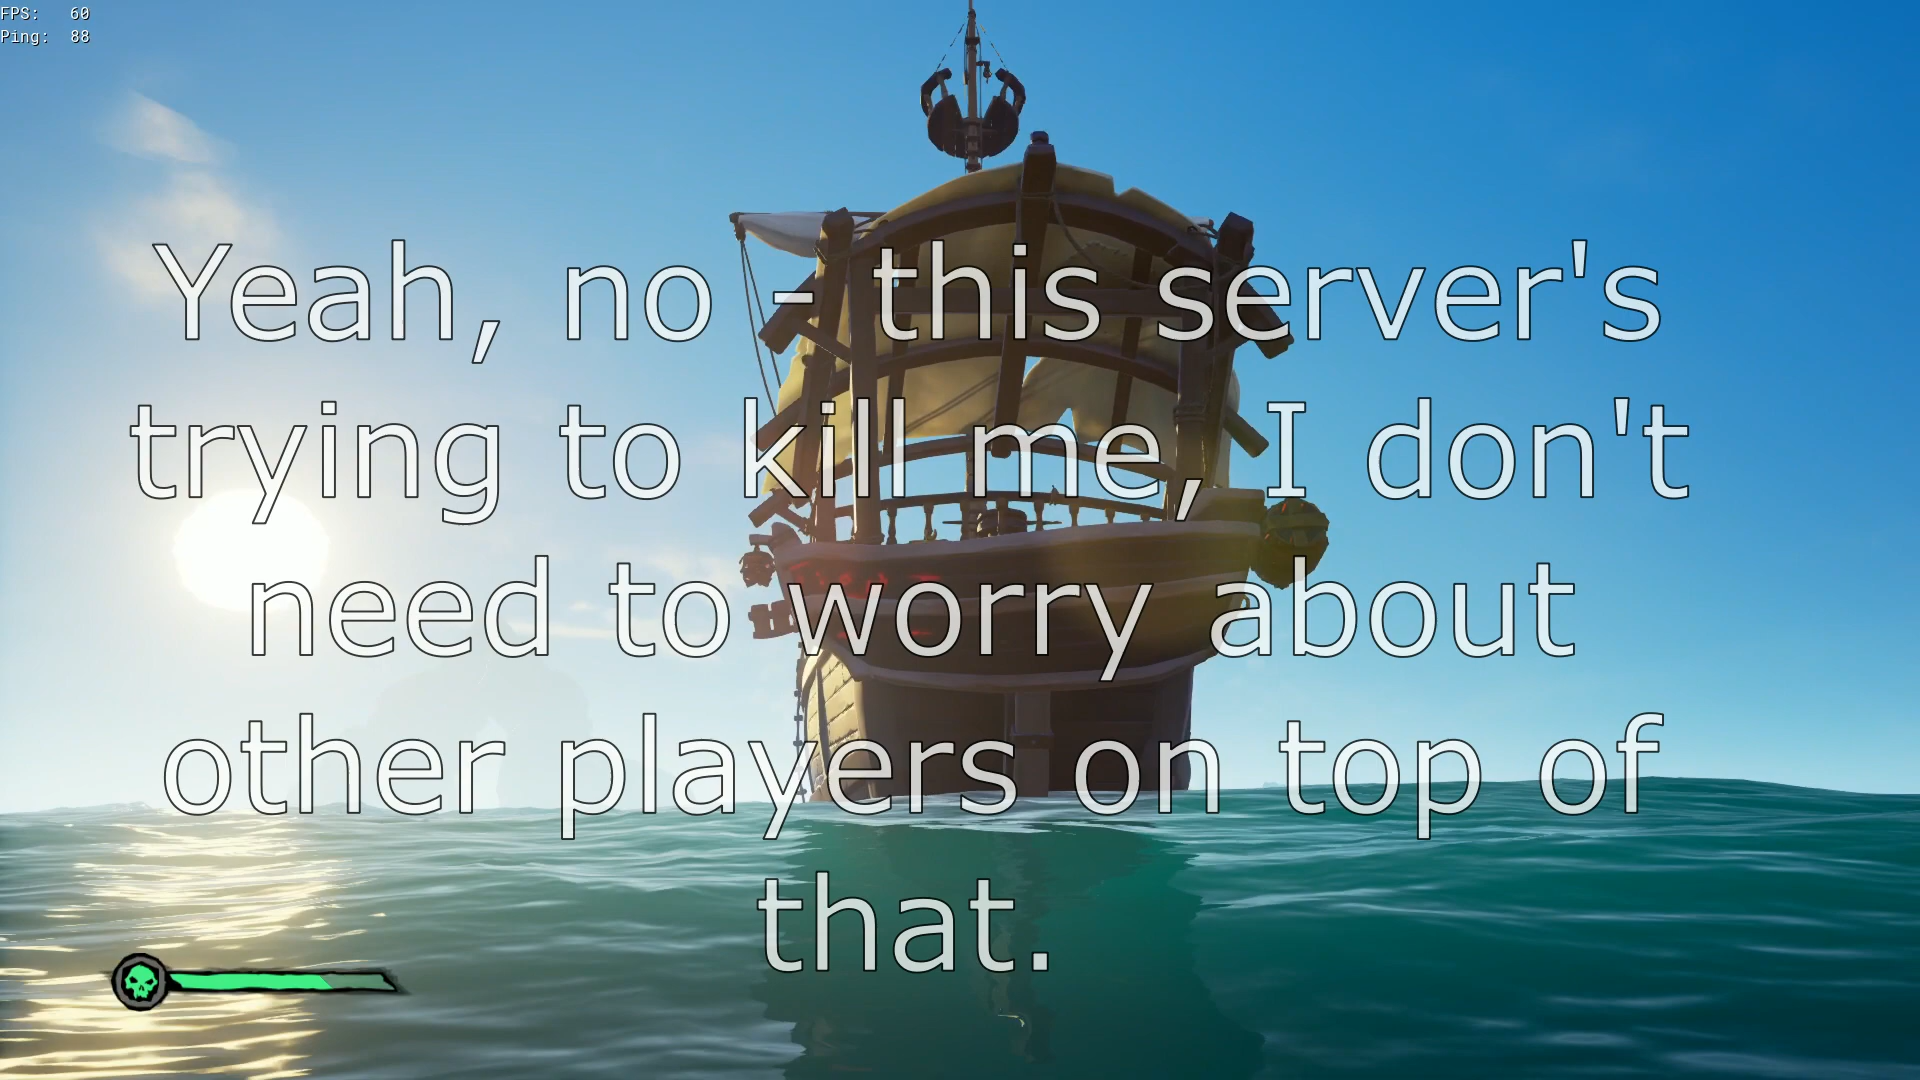 FPS: 60
Ping: 88
Yeah, no - this server's
trying to kill me, I don't
need to worry about
other players on top of
that.